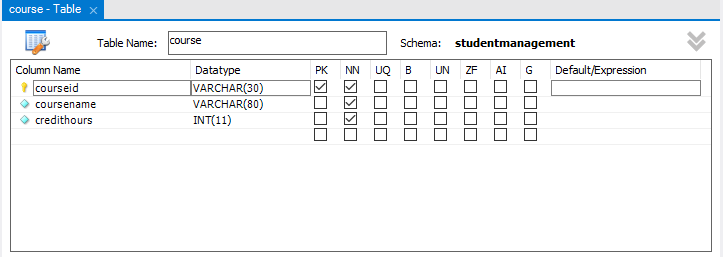 course - Table ×
Table Name: course Schema: studentmanagement
Column Name Datatype PK NN UQ B UN ZF AI G Default/Expression
courseid VARCHAR(30)
coursename VARCHAR(80)
credithours INT(11)